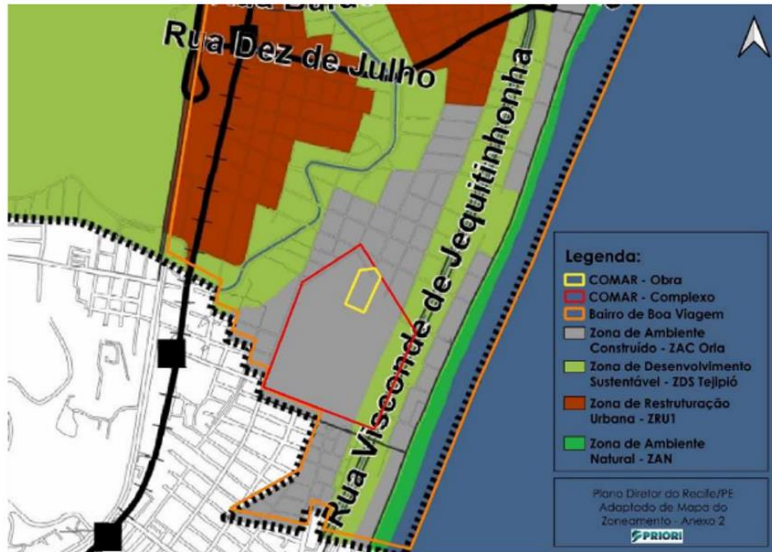 Rua Dez de Julho
Rua Visconde de Jequitinhonha
Legenda:
COMAR - Obra
COMAR - Complexo
Bairro de Boa Viagem
Zona de Ambiente
Construído - ZAC Orla
Zona de Desenvolvimento
Sustentável - ZDS Tejipió
Zona de Restruturação
Urbana - ZRU1
Zona de Ambiente
Natural - ZAN
Plano Diretor do Recife/PE
Adaptado de Mapa do
Zoneamento - Anexo 2
PRIORI